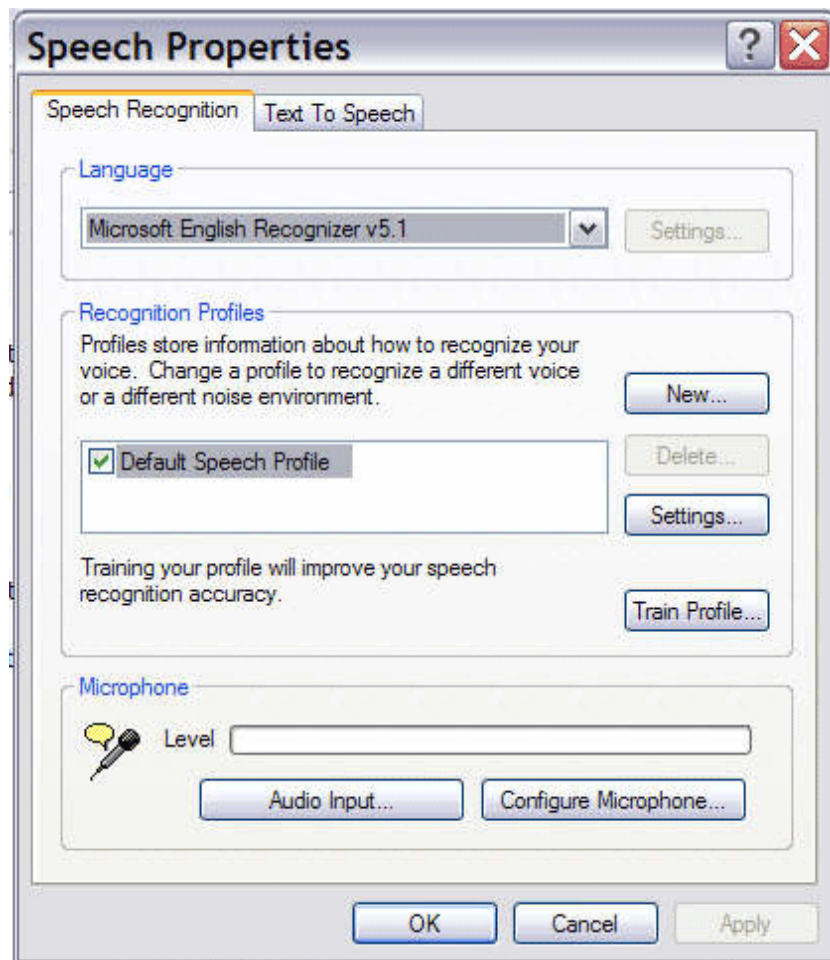 Speech Properties
Speech Recognition
Text To Speech
Language
Microsoft English Recognizer v5.1
Settings...
Recognition Profiles
Profiles store information about how to recognize your
voice. Change a profile to recognize a different voice
or a different noise environment.
New...
Default Speech Profile
Delete...
Settings...
Training your profile will improve your speech
recognition accuracy.
Train Profile...
Microphone
Level
Audio Input...
Configure Microphone...
OK
Cancel
Apply